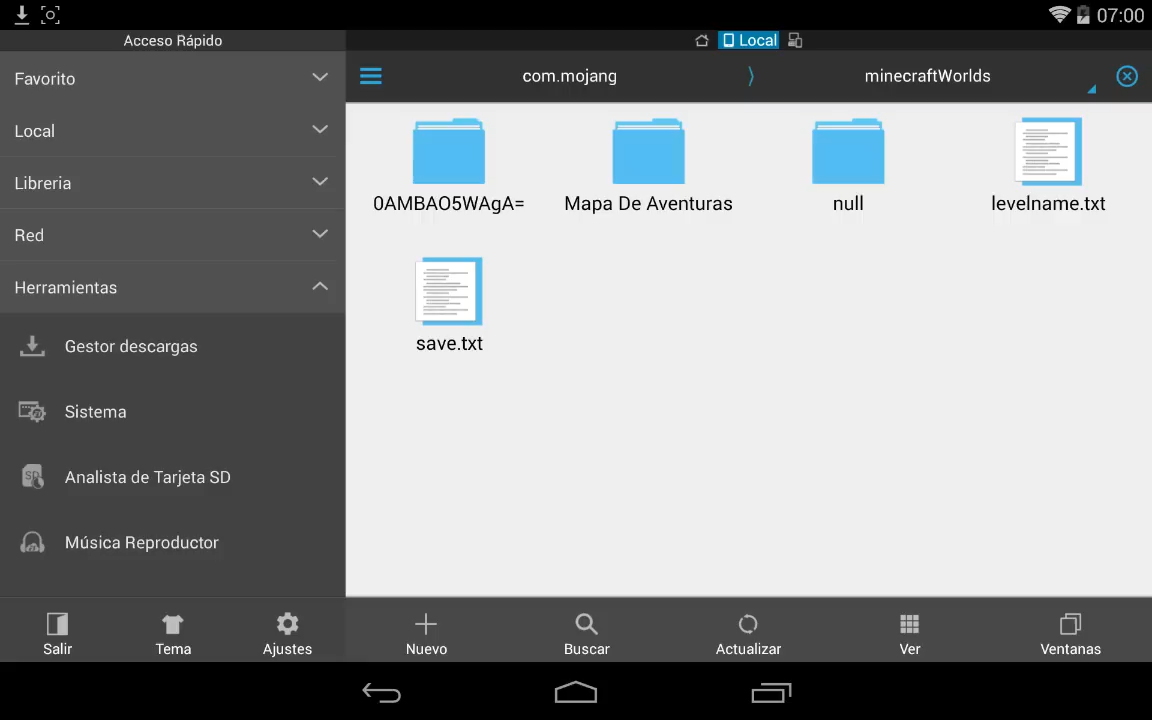 07:00
Acceso Rápido
Favorito
Local
Libreria
Red
Herramientas
Gestor descargas
Sistema
Analista de Tarjeta SD
Música Reproductor
Salir
Tema
Ajustes
Local
com.mojang
minecraftWorlds
0AMBAO5WAgA=
Mapa De Aventuras
null
levelname.txt
save.txt
Nuevo
Buscar
Actualizar
Ver
Ventanas